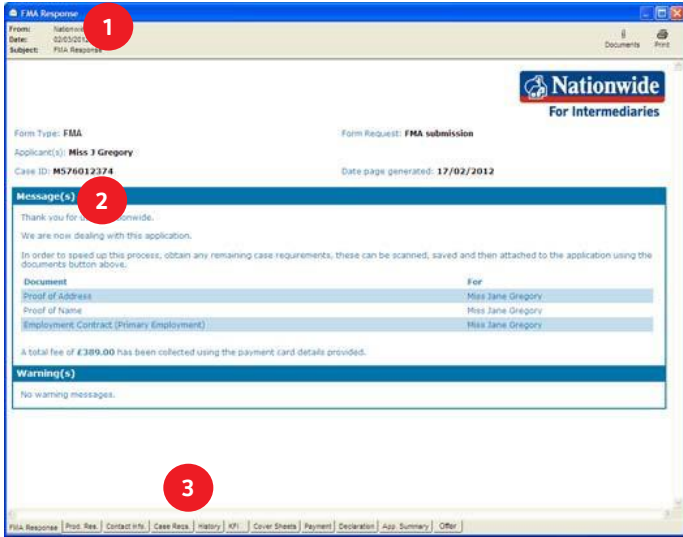 FMA Response
From: Nationwide
Date: 02/03/2012
Subject: FMA Response
1
Documents Print
Nationwide
For Intermediaries
Form Type: FMA Form Request: FMA submission
Applicant(s): Miss J Gregory
Case ID: M576012374 Date page generated: 17/02/2012
Message(s)
2
Thank you for
We are now dealing with this application.
In order to speed up this process, obtain any remaining case requirements, these can be scanned, saved and then attached to the application using the
documents button above.
Document For
Proof of Address Miss Jane Gregory
Proof of Name Miss Jane Gregory
Employment Contract (Primary Employment) Miss Jane Gregory
A total fee of £389.00 has been collected using the payment card details provided.
Warning(s)
No warning messages.
3
FMA Response Prod. Res. Contact Info. Case Reqs. History KFI Cover Sheets Payment Declaration App. Summary Offer